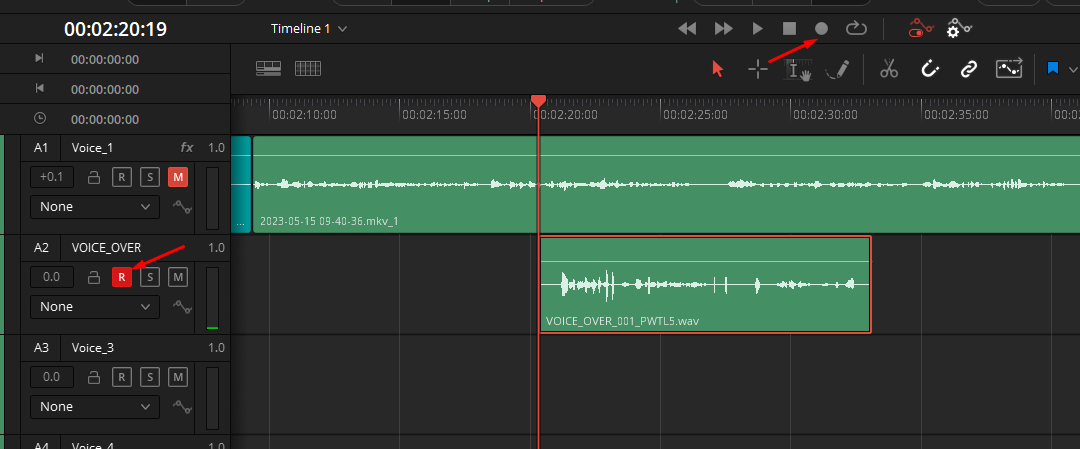 00:02:20:19
Timeline 1
00:00:00:00
00:00:00:00
00:00:00:00
00:02:10:00 00:02:15:00 00:02:20:00 00:02:25:00 00:02:30:00 00:02:35:00
A1 Voice_1 fx 1.0
+0.1 R S M
None
... 2023-05-15 09-40-36.mkv_1
A2 VOICE_OVER 1.0
0.0 R S M
None
VOICE_OVER_001_PWTL5.wav
A3 Voice_3 1.0
0.0 R S M
None
A4 Voice_4 1.0